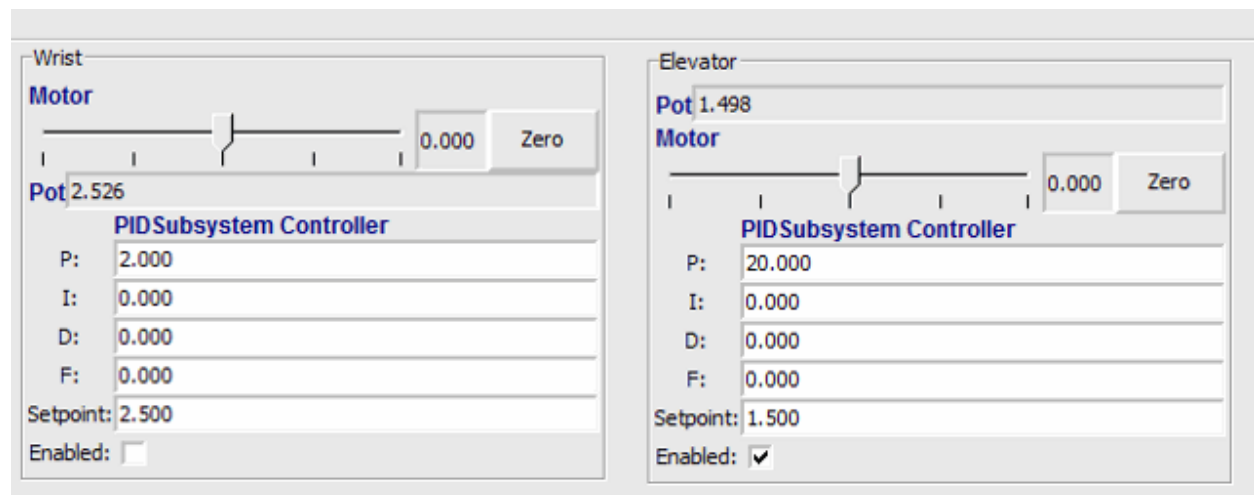 Wrist
Motor
0.000 Zero
Pot 2.526
PIDSubsystem Controller
P: 2.000
I: 0.000
D: 0.000
F: 0.000
Setpoint: 2.500
Enabled:
Elevator
Pot 1.498
Motor
0.000 Zero
PIDSubsystem Controller
P: 20.000
I: 0.000
D: 0.000
F: 0.000
Setpoint: 1.500
Enabled: